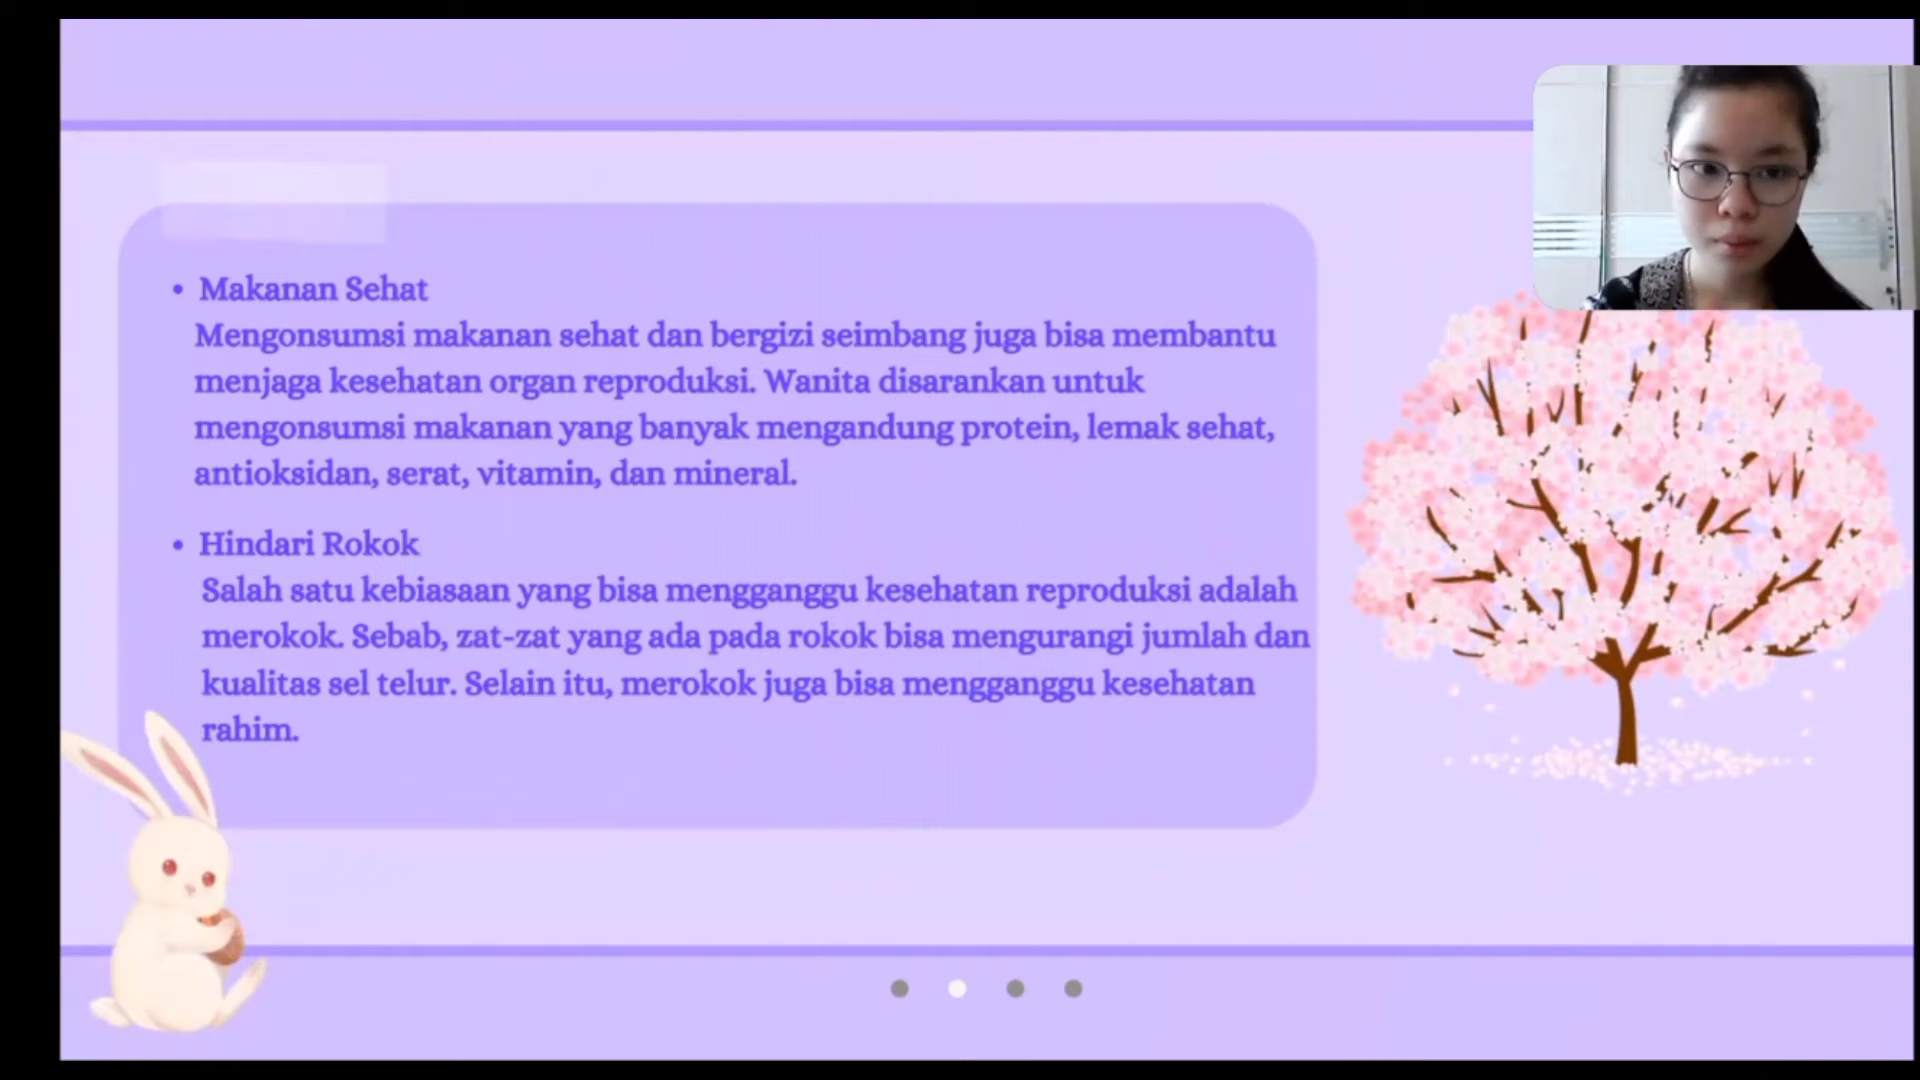 • Makanan Sehat
Mengonsumsi makanan sehat dan bergizi seimbang juga bisa membantu
menjaga kesehatan organ reproduksi. Wanita disarankan untuk
mengonsumsi makanan yang banyak mengandung protein, lemak sehat,
antioksidan, serat, vitamin, dan mineral.
• Hindari Rokok
Salah satu kebiasaan yang bisa mengganggu kesehatan reproduksi adalah
merokok. Sebab, zat-zat yang ada pada rokok bisa mengurangi jumlah dan
kualitas sel telur. Selain itu, merokok juga bisa mengganggu kesehatan
rahim.